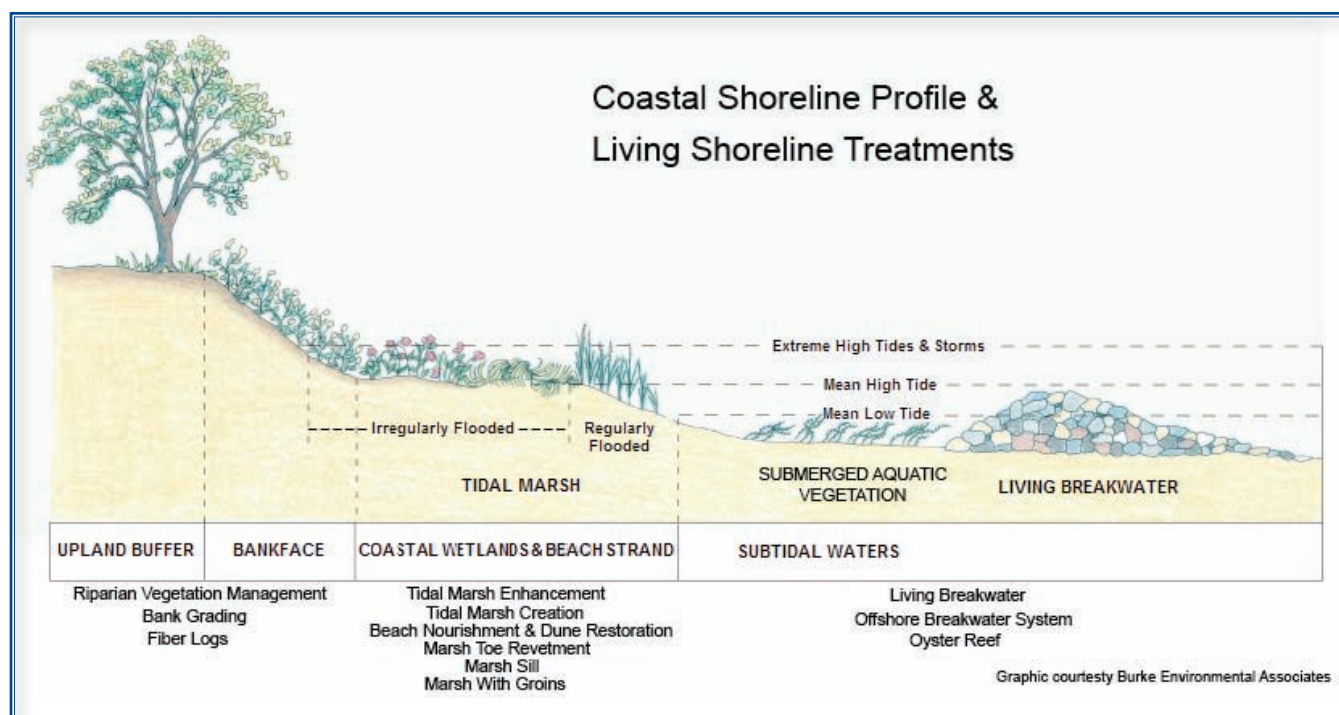 Coastal Shoreline Profile &
Living Shoreline Treatments
Extreme High Tides & Storms
Mean High Tide
Mean Low Tide
Irregularly Flooded
Regularly
Flooded
TIDAL MARSH
SUBMERGED AQUATIC
VEGETATION
LIVING BREAKWATER
UPLAND BUFFER
BANKFACE
COASTAL WETLANDS & BEACH STRAND
SUBTIDAL WATERS
Riparian Vegetation Management
Bank Grading
Fiber Logs
Tidal Marsh Enhancement
Tidal Marsh Creation
Beach Nourishment & Dune Restoration
Marsh Toe Revetment
Marsh Sill
Marsh With Groins
Living Breakwater
Offshore Breakwater System
Oyster Reef
Graphic courtesty Burke Environmental Associates